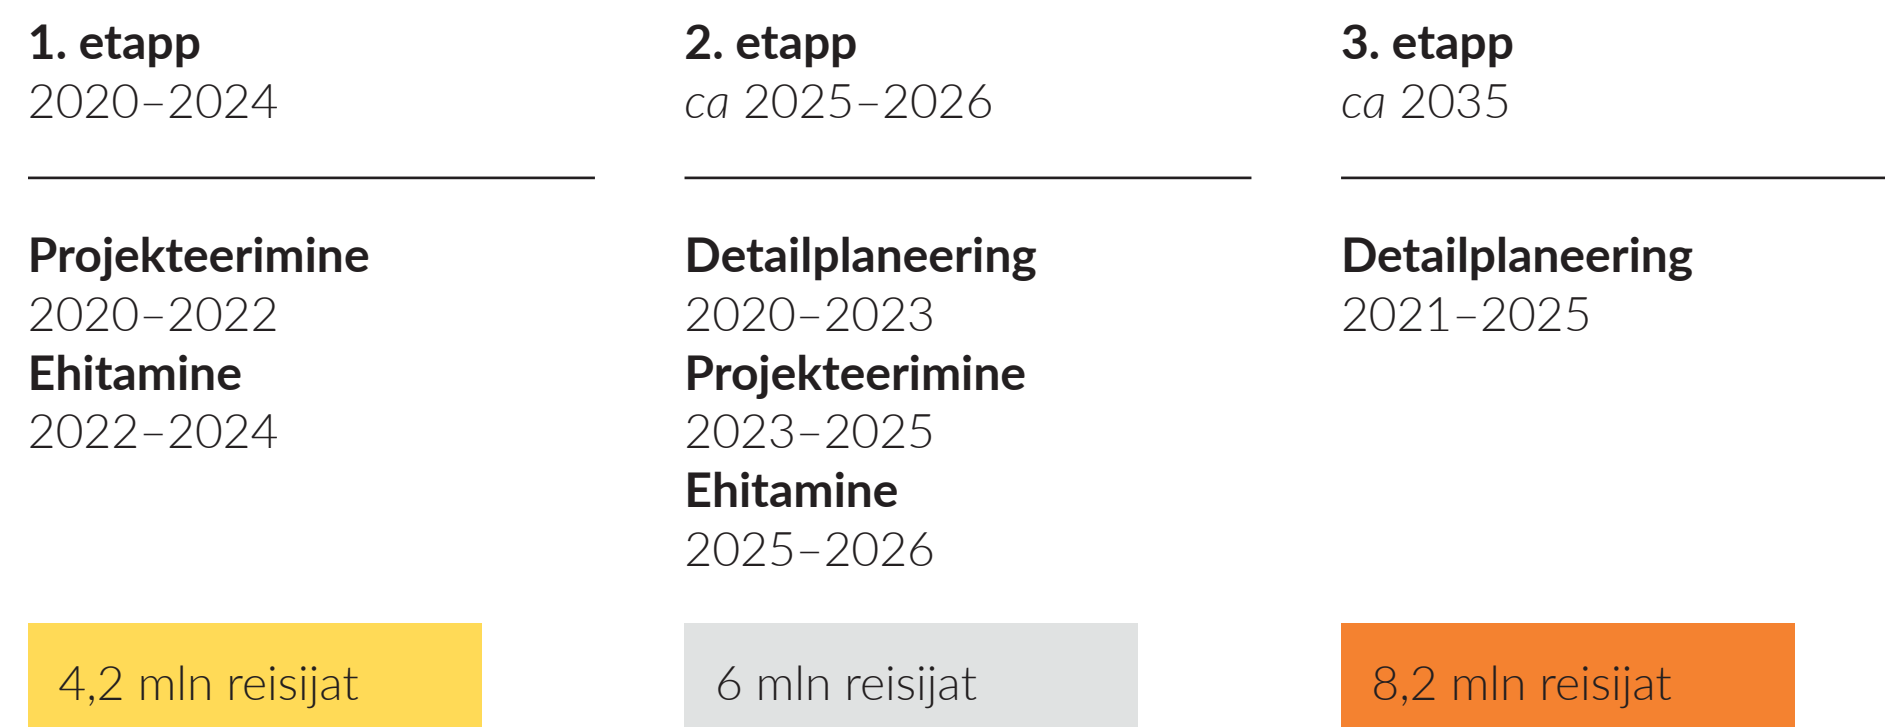 1. etapp
2020–2024
Projekteerimine
2020–2022
Ehitamine
2022–2024
4,2 mln reisijat
2. etapp
ca 2025–2026
Detailplaneering
2020–2023
Projekteerimine
2023–2025
Ehitamine
2025–2026
6 mln reisijat
3. etapp
ca 2035
Detailplaneering
2021–2025
8,2 mln reisijat